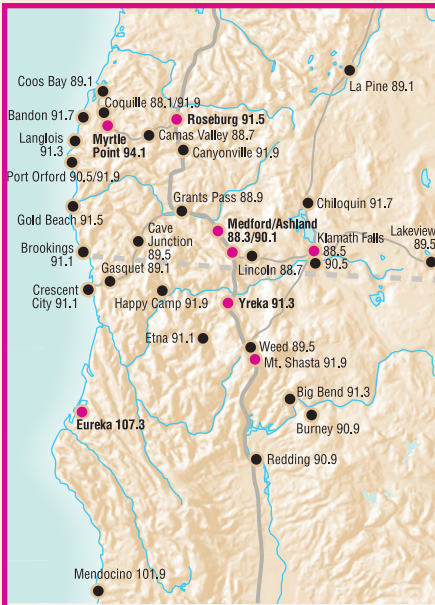 Coos Bay 89.1
La Pine 89.1
Coquille 88.1/91.9
Bandon 91.7
Roseburg 91.5
Langlois
91.3
Myrtle
Point 94.1
Camas Valley 88.7
Canyonville 91.9
Port Orford 90.5/91.9
Grants Pass 88.9
Chiloquin 91.7
Gold Beach 91.5
Cave
Junction
89.5
Medford/Ashland
88.3/90.1
Klamath Falls
88.5
90.5
Lakeview
89.5
Brookings
91.1
Gasquet 89.1
Lincoln 88.7
Crescent
City 91.1
Happy Camp 91.9
Yreka 91.3
Etna 91.1
Weed 89.5
Mt. Shasta 91.9
Big Bend 91.3
Eureka 107.3
Burney 90.9
Redding 90.9
Mendocino 101.9